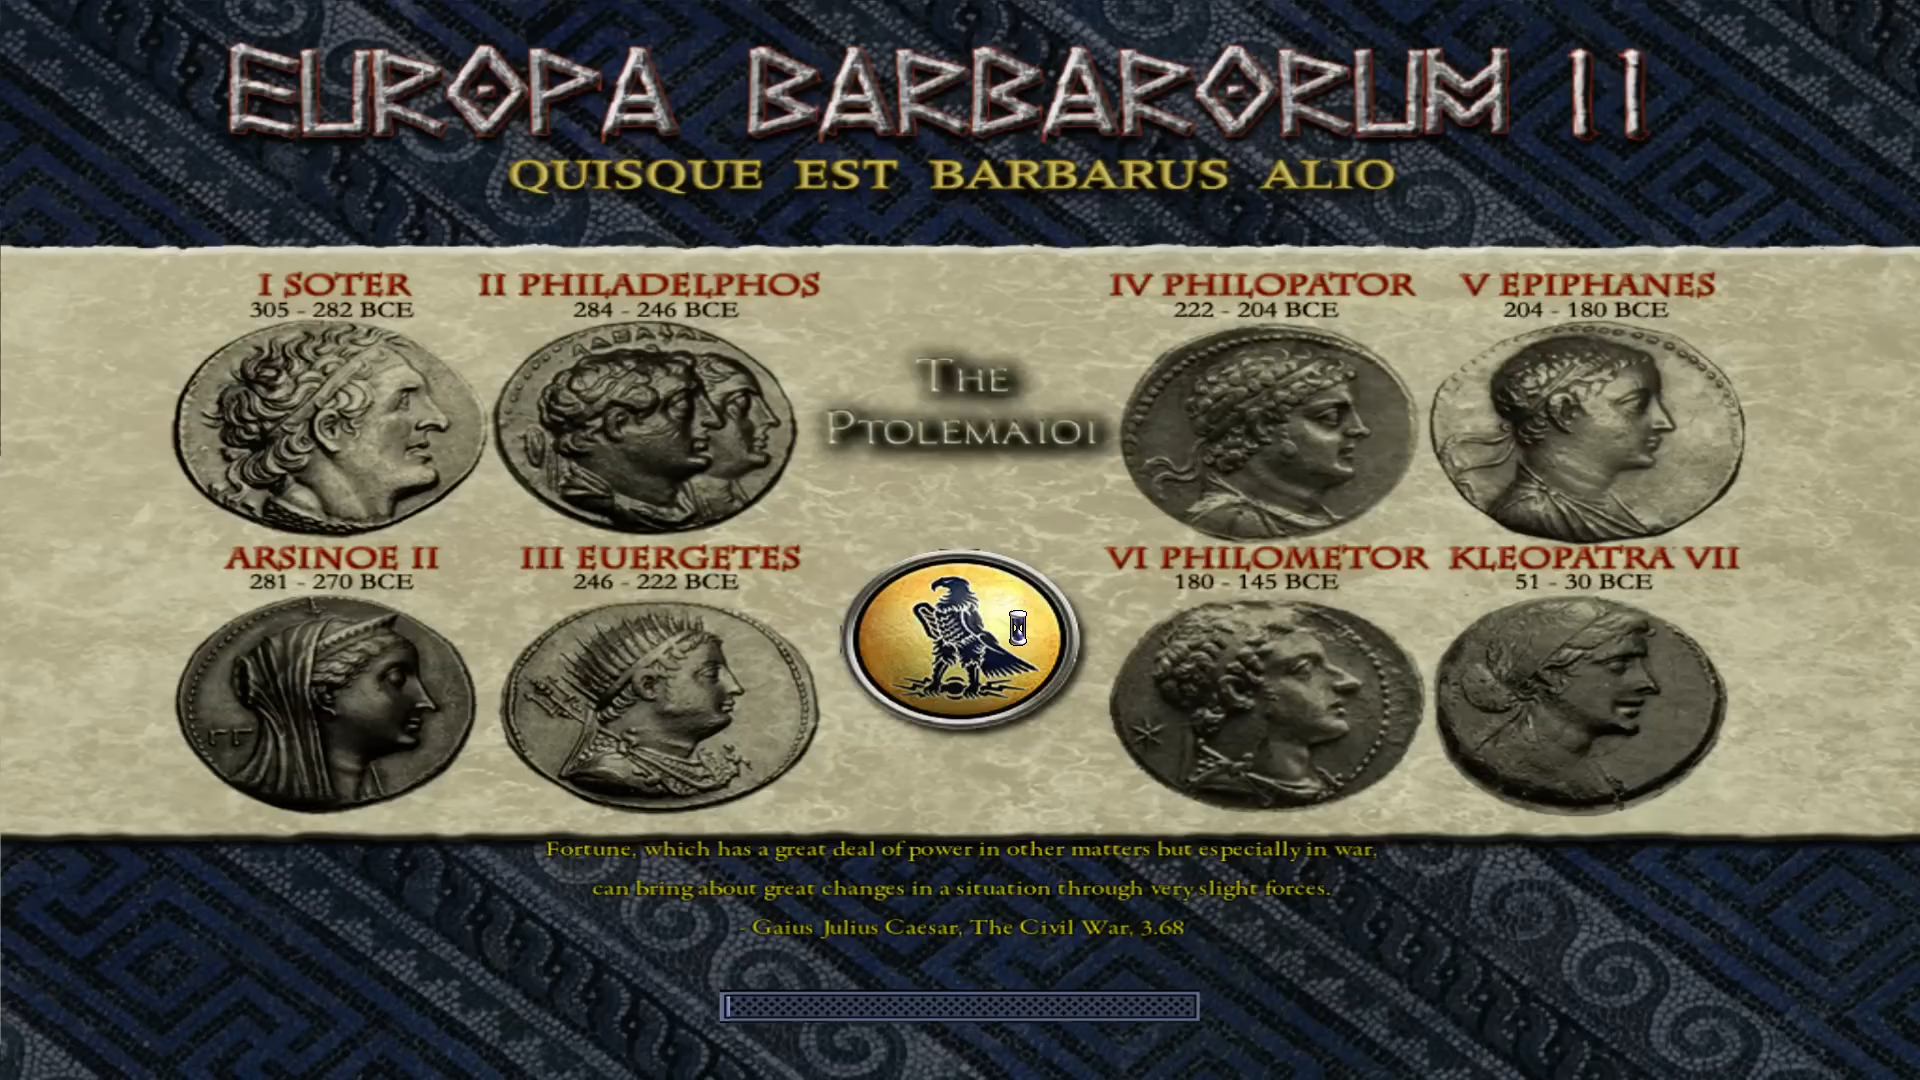 EUROPA BARBARORUM II
QUISQUE EST BARBARUS ALIO
I SOTER
305 - 282 BCE
II PHILADELPHOS
284 - 246 BCE
IV PHILOPATOR
222 - 204 BCE
V EPIPHANES
204 - 180 BCE
The
Ptolemaioi
ARSINOE II
281 - 270 BCE
III EUERGETES
246 - 222 BCE
VI PHILOMETOR
180 - 145 BCE
KLEOPATRA VII
51 - 30 BCE
Fortune, which has a great deal of power in other matters but especially in war,
can bring about great changes in a situation through very slight forces.
- Gaius Julius Caesar, The Civil War, 3.68